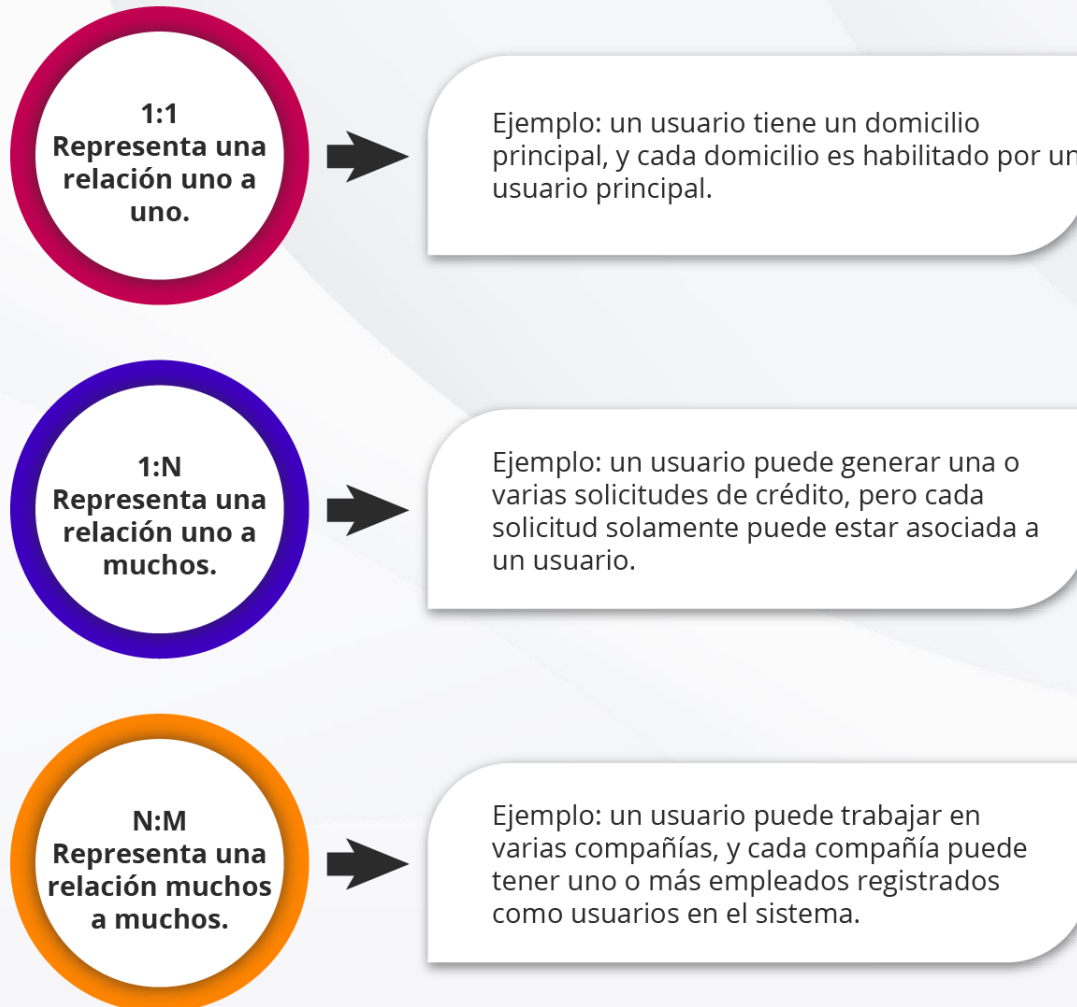 1:1
Representa una
relación uno a
uno.
Ejemplo: un usuario tiene un domicilio
principal, y cada domicilio es habilitado por un
usuario principal.
1:N
Representa una
relación uno a
muchos.
Ejemplo: un usuario puede generar una o
varias solicitudes de crédito, pero cada
solicitud solamente puede estar asociada a
un usuario.
N:M
Representa una
relación muchos
a muchos.
Ejemplo: un usuario puede trabajar en
varias compañías, y cada compañía puede
tener uno o más empleados registrados
como usuarios en el sistema.